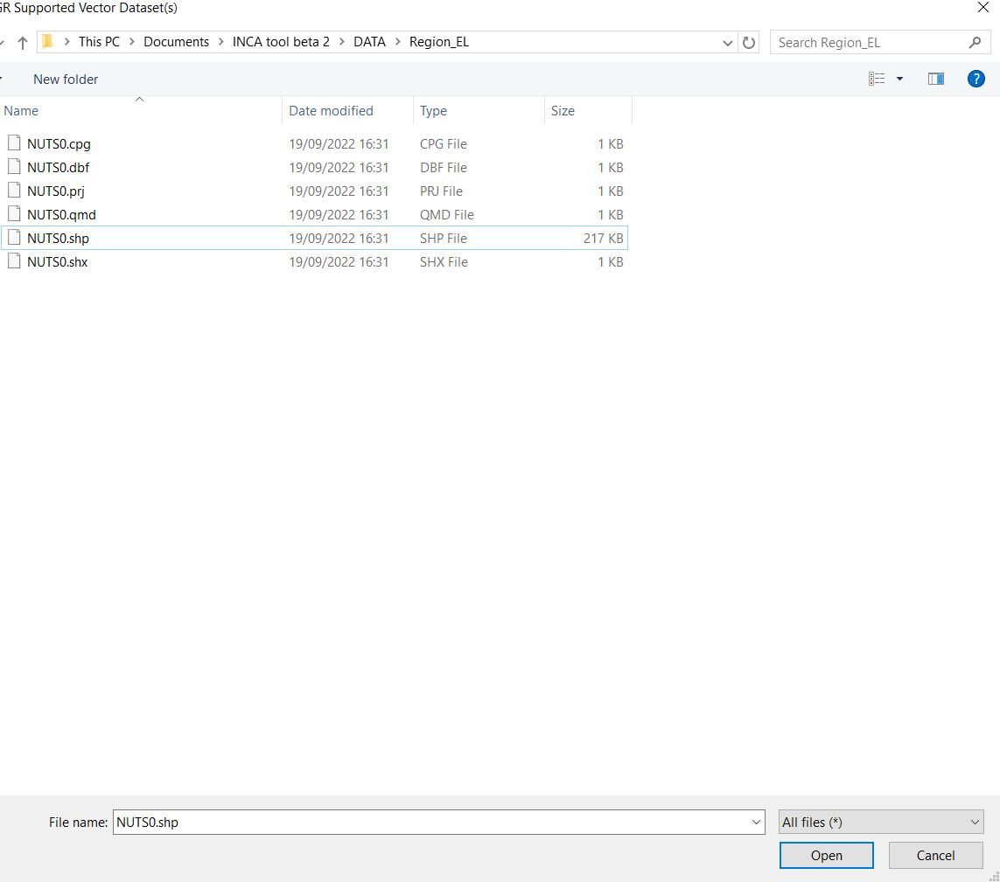 GR Supported Vector Dataset(s)
This PC > Documents > INCA tool beta 2 > DATA > Region_EL
Search Region_EL
New folder
?
Name Date modified Type Size
NUTS0.cpg 19/09/2022 16:31 CPG File 1 KB
NUTS0.dbf 19/09/2022 16:31 DBF File 1 KB
NUTS0.prj 19/09/2022 16:31 PRJ File 1 KB
NUTS0.qmd 19/09/2022 16:31 QMD File 1 KB
NUTS0.shp 19/09/2022 16:31 SHP File 217 KB
NUTS0.shx 19/09/2022 16:31 SHX File 1 KB
File name: NUTS0.shp All files (*)
Open Cancel